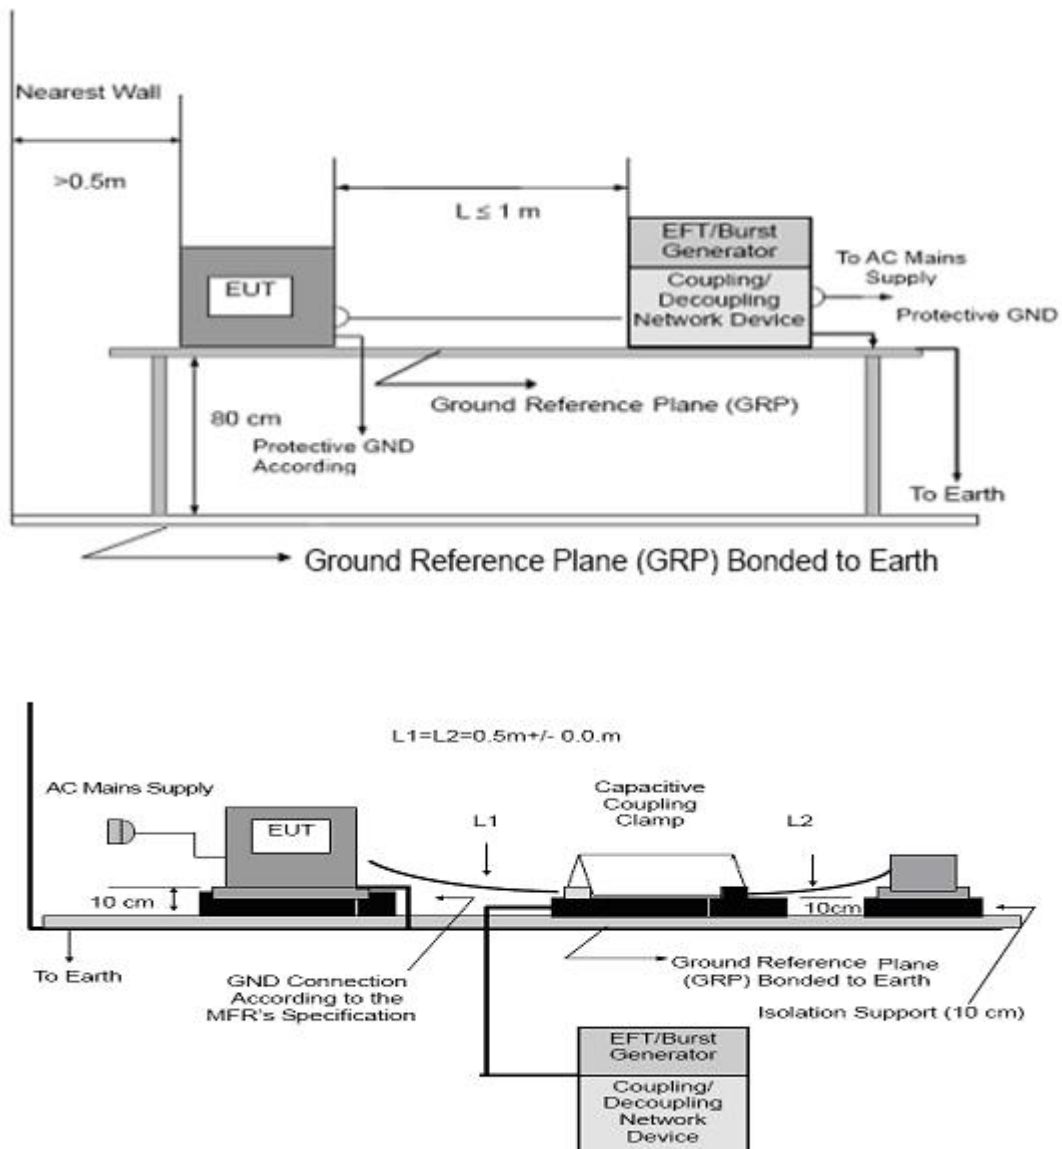 Nearest Wall
>0.5m
L ≤ 1 m
EFT/Burst
Generator
Coupling/
Decoupling
Network Device
To AC Mains
Supply
Protective GND
EUT
Ground Reference Plane (GRP)
80 cm
Protective GND
According
To Earth
Ground Reference Plane (GRP) Bonded to Earth
L1=L2=0.5m+/- 0.0.m
AC Mains Supply
EUT
L1
Capacitive
Coupling
Clamp
L2
10 cm
10cm
To Earth
GND Connection
According to the
MFR's Specification
Ground Reference Plane
(GRP) Bonded to Earth
Isolation Support (10 cm)
EFT/Burst
Generator
Coupling/
Decoupling
Network
Device